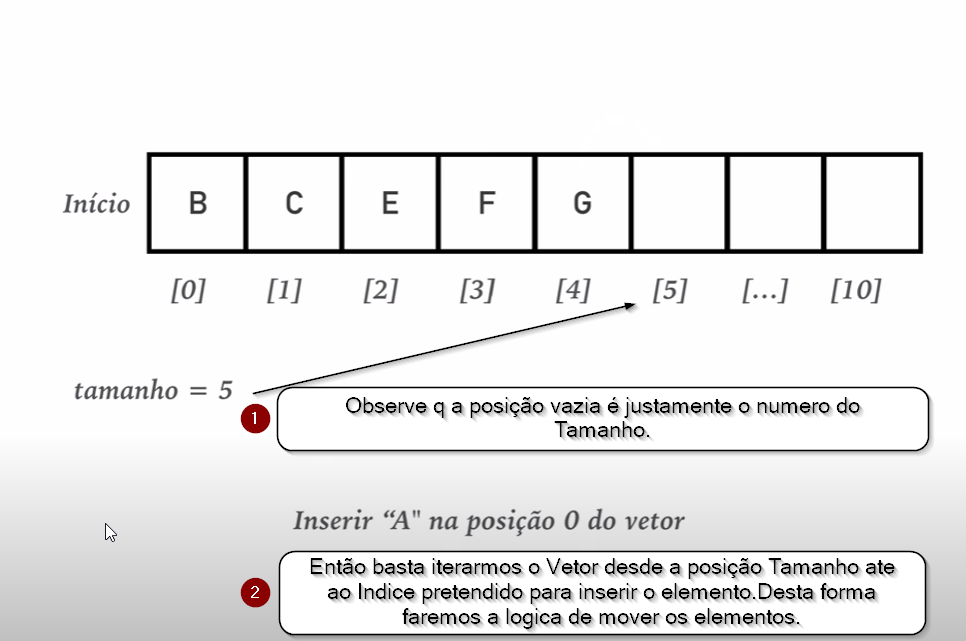 Início B C E F G
[0] [1] [2] [3] [4] [5] [...] [10]
tamanho = 5
1 Observe q a posição vazia é justamente o numero do
Tamanho.
Inserir “A" na posição 0 do vetor
Então basta iterarmos o Vetor desde a posição Tamanho ate
2 ao Indice pretendido para inserir o elemento.Desta forma
faremos a logica de mover os elementos.